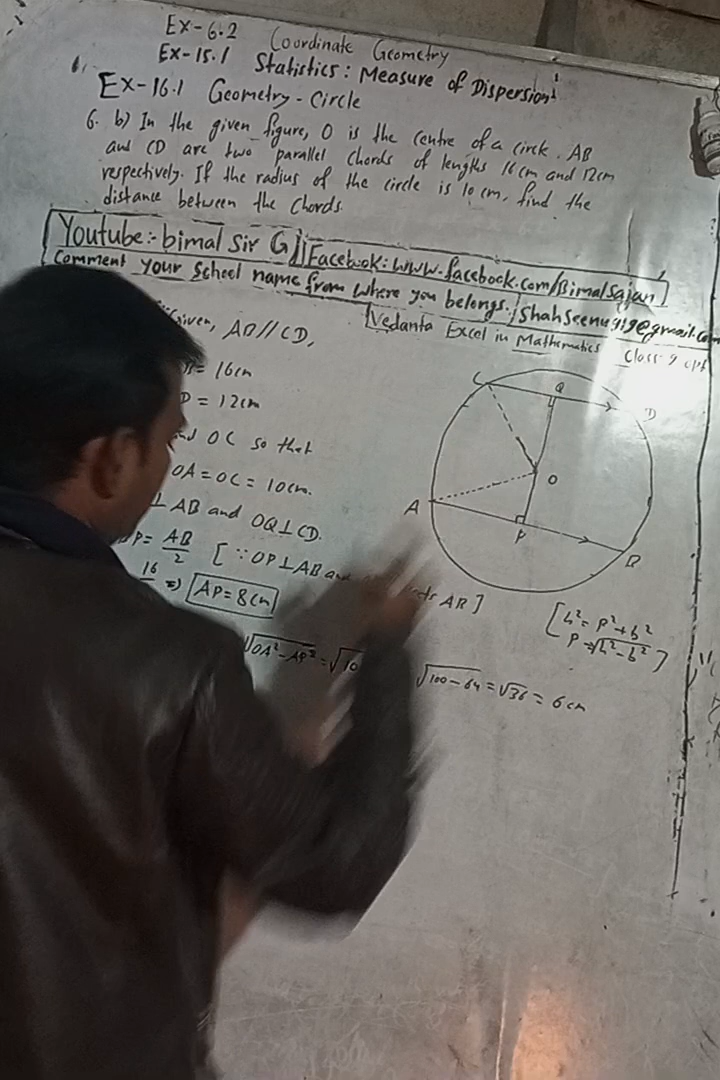 Ex-6.2 Coordinate Geometry
Ex-15.1 Statistics: Measure of Dispersion
Ex-16.1 Geometry-Circle
6. b) In the given figure, O is the centre of a circle. AB
and CD are two parallel chords of lengths 16cm and 12cm
respectively. If the radius of the circle is 10 cm, find the
distance between the chords.
Youtube:- bimal Sir G || Facebook: www.facebook.com/BimalSajan
Comment your School name from where you belongs.
Vedanta Excel in Mathematics Class-9
Given, AB//CD,
= 16cm
= 12cm
OC so that
OA = OC = 10cm.
⊥ AB and OQ⊥CD.
P = AB/2 [∵ OP⊥AB and AB]
16 => AP = 8cm
√OA²-AP² = √10 √100-64 = √36 = 6cm
[h² = p²+b²
p = √h²-b²]
C
Q
D
O
A
P
B